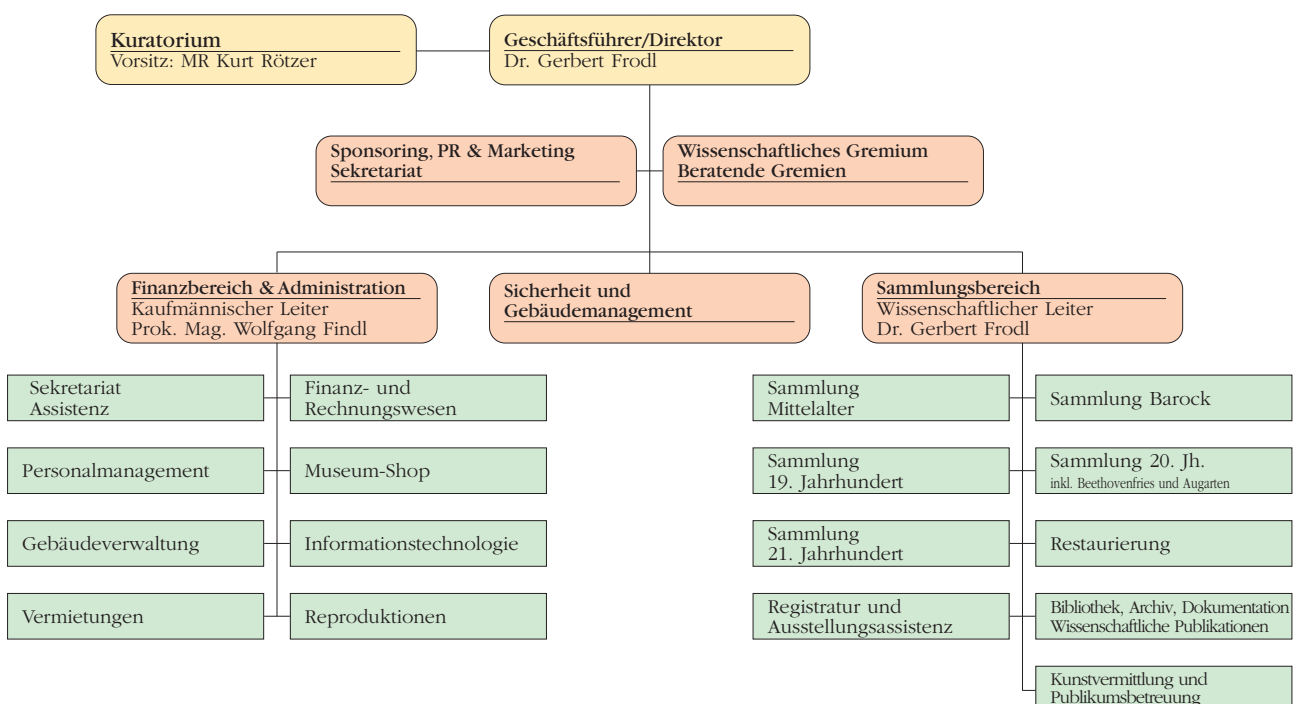 Kuratorium
Vorsitz: MR Kurt Rötzer
Geschäftsführer/Direktor
Dr. Gerbert Frodl
Sponsoring, PR & Marketing
Sekretariat
Wissenschaftliches Gremium
Beratende Gremien
Finanzbereich & Administration
Kaufmännischer Leiter
Prok. Mag. Wolfgang Findl
Sicherheit und
Gebäudemanagement
Sammlungsbereich
Wissenschaftlicher Leiter
Dr. Gerbert Frodl
Sekretariat
Assistenz
Finanz- und
Rechnungswesen
Personalmanagement
Museum-Shop
Gebäudeverwaltung
Informationstechnologie
Vermietungen
Reproduktionen
Sammlung
Mittelalter
Sammlung Barock
Sammlung
19. Jahrhundert
Sammlung 20. Jh.
inkl. Beethovenfries und Augarten
Sammlung
21. Jahrhundert
Restaurierung
Registratur und
Ausstellungsassistenz
Bibliothek, Archiv, Dokumentation
Wissenschaftliche Publikationen
Kunstvermittlung und
Publikumsbetreuung